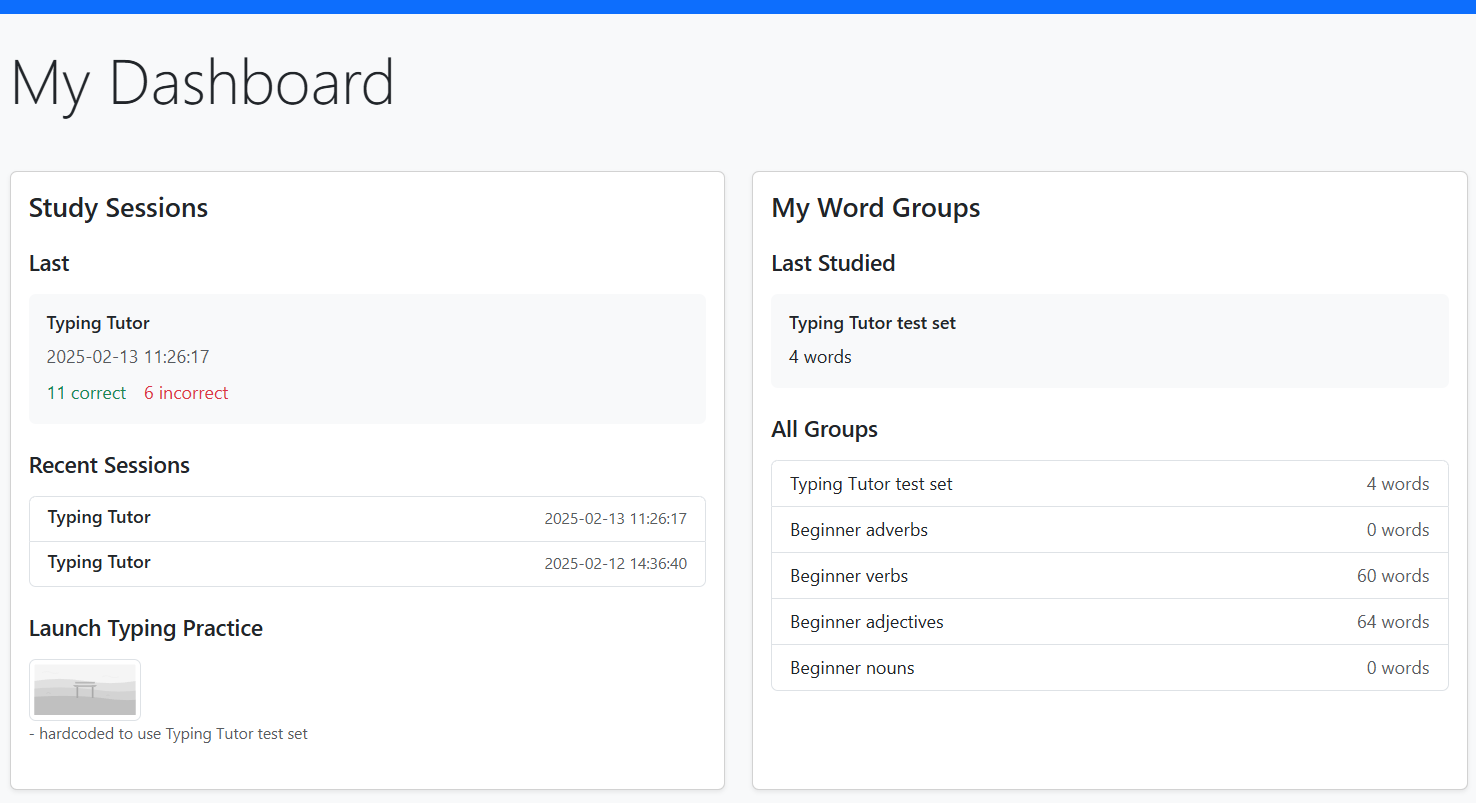 My Dashboard
Study Sessions
Last
Typing Tutor
2025-02-13 11:26:17
11 correct 6 incorrect
Recent Sessions
Typing Tutor 2025-02-13 11:26:17
Typing Tutor 2025-02-12 14:36:40
Launch Typing Practice
- hardcoded to use Typing Tutor test set
My Word Groups
Last Studied
Typing Tutor test set
4 words
All Groups
Typing Tutor test set 4 words
Beginner adverbs 0 words
Beginner verbs 60 words
Beginner adjectives 64 words
Beginner nouns 0 words